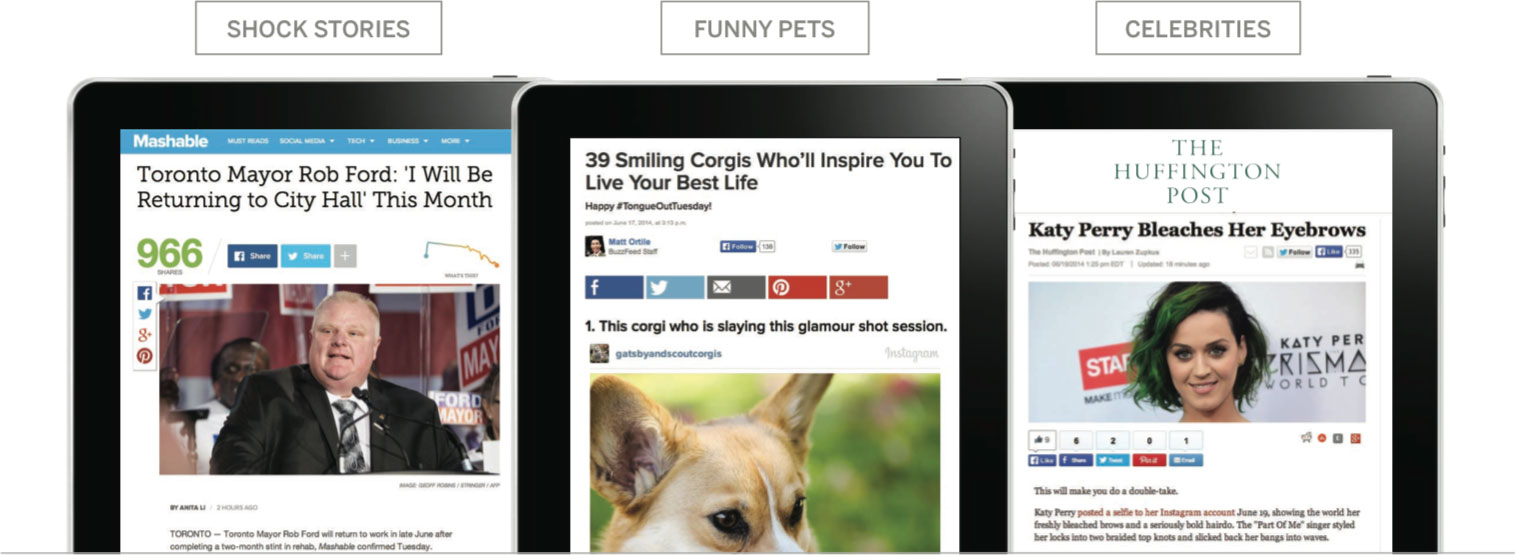 SHOCK STORIES
FUNNY PETS
CELEBRITIES
Mashable MUST READS SOCIAL MEDIA TECH BUSINESS MORE
Toronto Mayor Rob Ford: 'I Will Be
Returning to City Hall' This Month
966
SHARES
Share Share +
WHAT'S THIS?
FORD
MAYOR
MAY
IMAGE: GEOFF ROBINS / STRINGER / AFP
BY ANITA LI / 2 HOURS AGO
TORONTO — Toronto Mayor Rob Ford will return to work in late June after
completing a two-month stint in rehab, Mashable confirmed Tuesday.
39 Smiling Corgis Who'll Inspire You To
Live Your Best Life
Happy #TongueOutTuesday!
posted on June 17, 2014, at 3:13 p.m.
Matt Ortile
BuzzFeed Staff
Follow 138
Follow
1. This corgi who is slaying this glamour shot session.
gatsbyandscoutcorgis Instagram
THE
HUFFINGTON
POST
Katy Perry Bleaches Her Eyebrows
The Huffington Post | By Lauren Zupkus
Follow Like 335
Posted: 06/19/2014 1:25 pm EDT | Updated: 18 minutes ago
STAR
MAKE
KATY PER
PRISMA
WORLD TO
9 6 2 0 1
Like Share Tweet Pin it Email
This will make you do a double-take.
Katy Perry posted a selfie to her Instagram account June 19, showing the world her
freshly bleached brows and a seriously bold hairdo. The "Part Of Me" singer styled
her locks into two braided top knots and slicked back her bangs into waves.